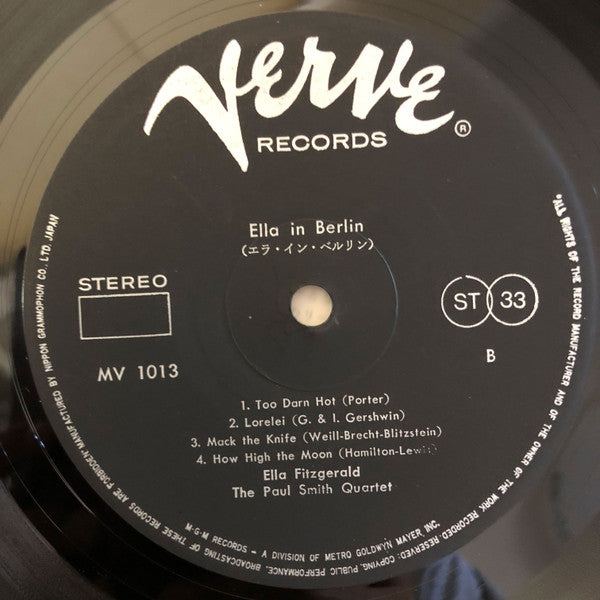 Verve
RECORDS ®
Ella in Berlin
(エラ・イン・ベルリン)
STEREO
MV 1013
ST 33
B
1. Too Darn Hot (Porter)
2. Lorelei (G. & I. Gershwin)
3. Mack the Knife (Weill-Brecht-Blitzstein)
4. How High the Moon (Hamilton-Lewis)
Ella Fitzgerald
The Paul Smith Quartet
M-G-M RECORDS – A DIVISION OF METRO GOLDWYN MAYER INC.
"ALL RIGHTS OF THE RECORD MANUFACTURER AND OF THE OWNER OF THE WORK RECORDED RESERVED. COPYING, PUBLIC PERFORMANCE, BROADCASTING OF THESE RECORDS ARE FORBIDDEN" MANUFACTURED BY NIPPON GRAMMOPHON CO., LTD. JAPAN